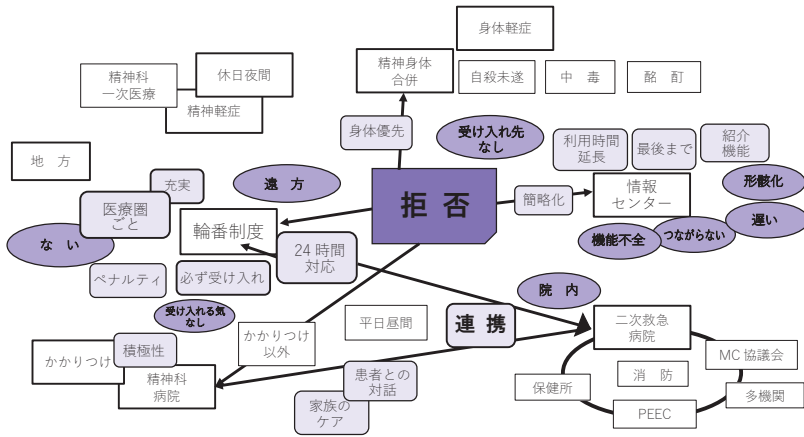 身体軽症
精神科
一次医療
休日夜間
精神軽症
精神身体
合併
自殺未遂
中 毒
酩 酊
身体優先
受け入れ先
なし
利用時間
延長
最後まで
紹介
機能
地 方
充実
遠 方
拒 否
簡略化
情報
センター
形骸化
医療圏
ごと
輪番制度
遅い
な い
24 時間
対応
機能不全
つながらない
ペナルティ
必ず受け入れ
院 内
受け入れる気
なし
かかりつけ
以外
平日昼間
連 携
二次救急
病院
かかりつけ
積極性
精神科
病院
患者との
対話
家族の
ケア
保健所
消 防
MC 協議会
多機関
PEEC